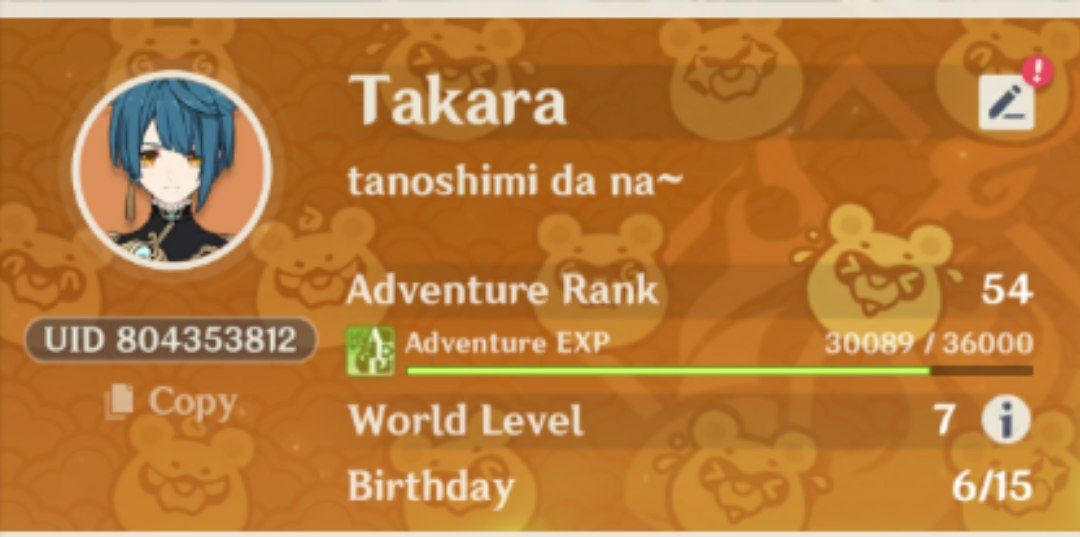 Takara
tanoshimi da na~
Adventure Rank 54
UID 804353812
Adventure EXP 30089 / 36000
Copy
World Level 7
Birthday 6/15